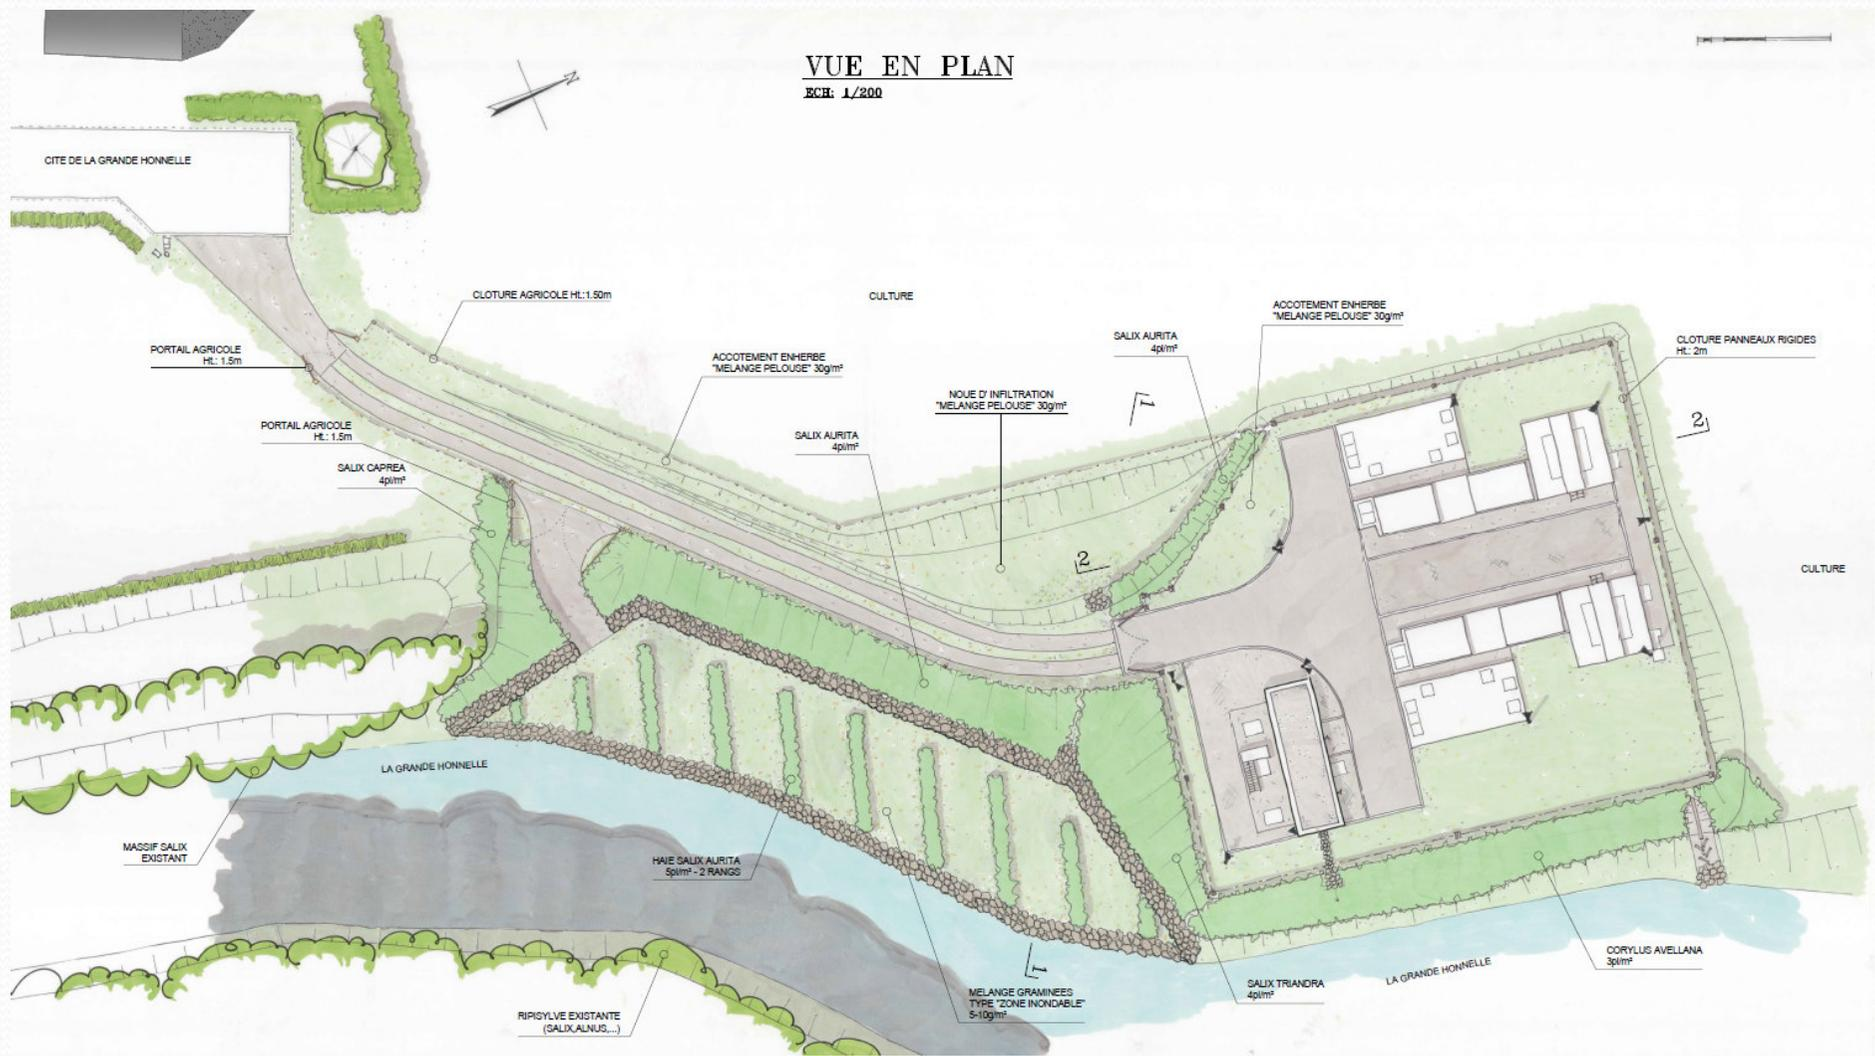 VUE EN PLAN
ECH: 1/200
N
CITE DE LA GRANDE HONNELLE
CLOTURE AGRICOLE Ht.:1.50m
CULTURE
ACCOTEMENT ENHERBE
"MELANGE PELOUSE" 30g/m²
SALIX AURITA
4pl/m²
CLOTURE PANNEAUX RIGIDES
Ht.: 2m
PORTAIL AGRICOLE
Ht.: 1.5m
ACCOTEMENT ENHERBE
"MELANGE PELOUSE" 30g/m²
NOUE D' INFILTRATION
"MELANGE PELOUSE" 30g/m²
1
2
PORTAIL AGRICOLE
Ht.: 1.5m
SALIX AURITA
4pl/m²
SALIX CAPREA
4pl/m²
2
CULTURE
LA GRANDE HONNELLE
MASSIF SALIX
EXISTANT
HAIE SALIX AURITA
5pl/m² - 2 RANGS
1
CORYLUS AVELLANA
3pl/m²
LA GRANDE HONNELLE
SALIX TRIANDRA
4pl/m²
MELANGE GRAMINEES
TYPE "ZONE INONDABLE"
5-10g/m²
RIPISYLVE EXISTANTE
(SALIX,ALNUS,...)